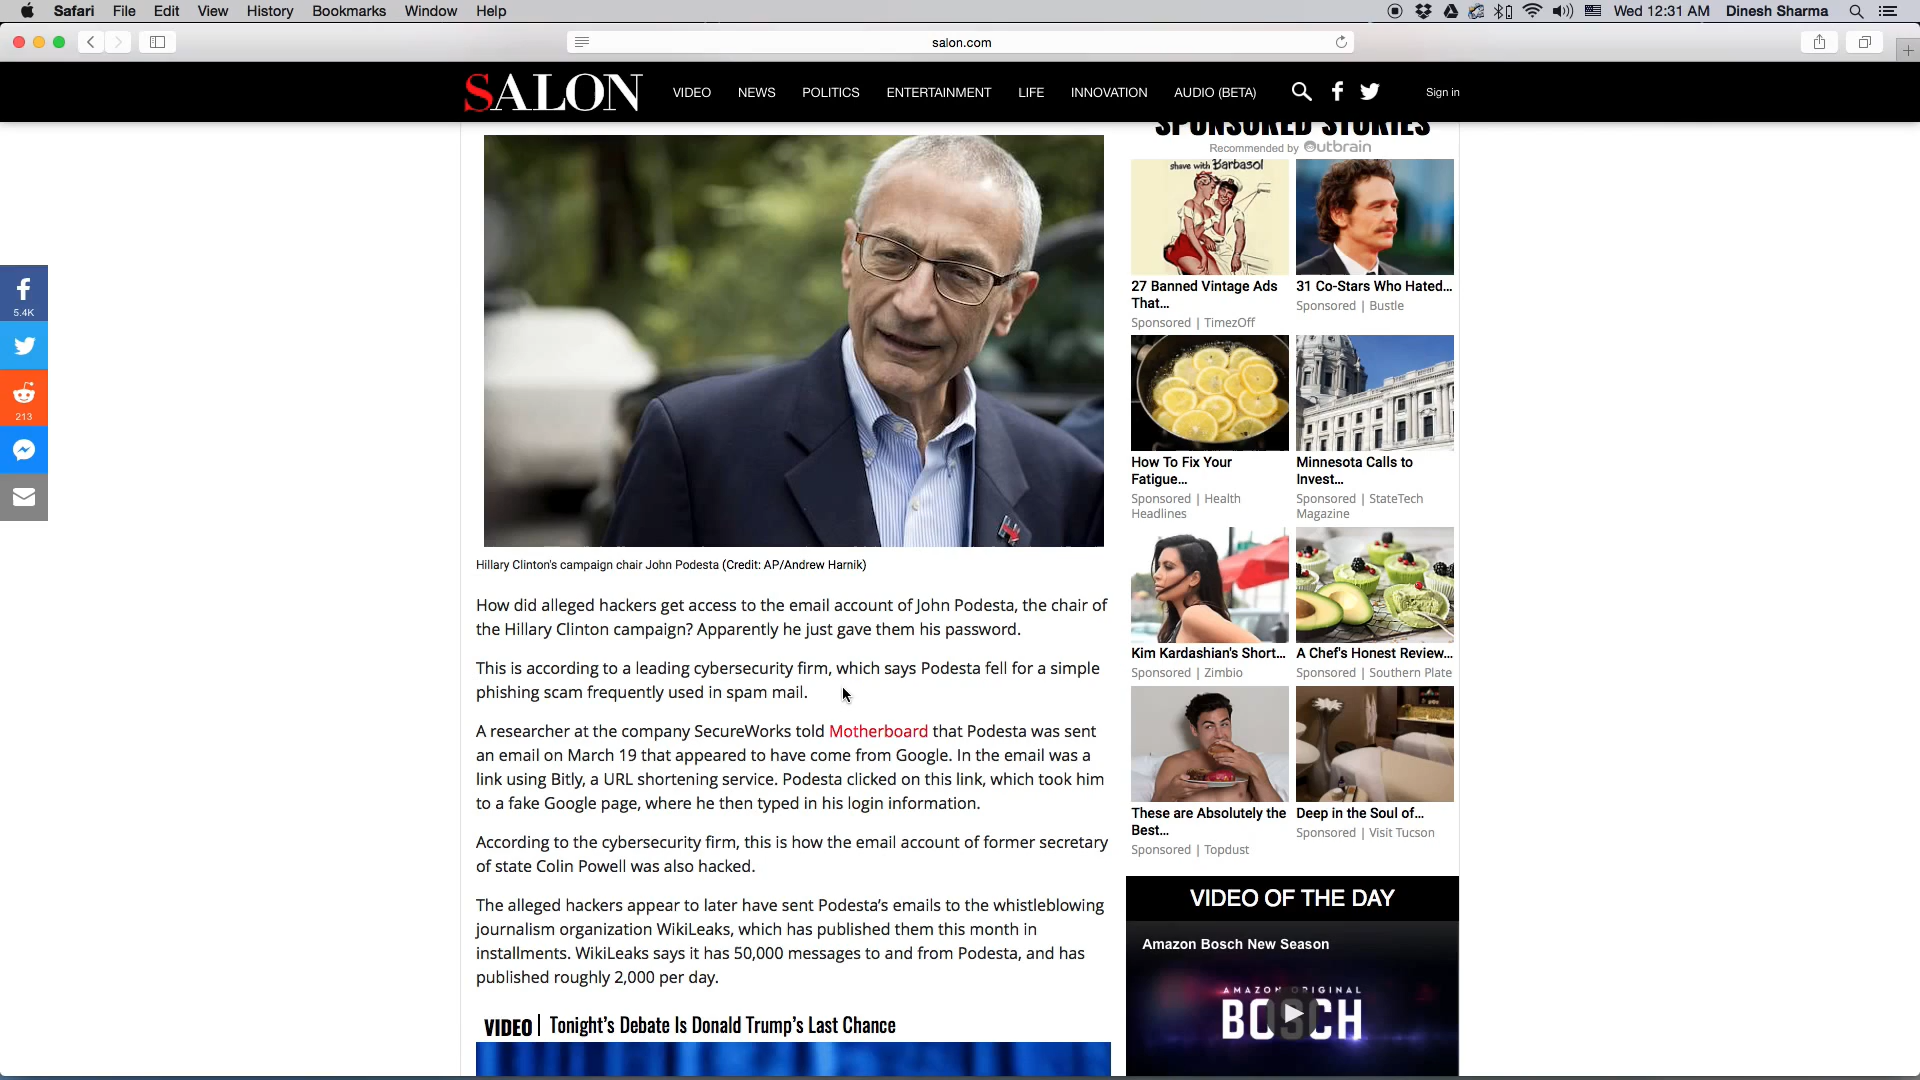 Safari File Edit View History Bookmarks Window Help
Wed 12:31 AM Dinesh Sharma
salon.com
SALON
VIDEO NEWS POLITICS ENTERTAINMENT LIFE INNOVATION AUDIO (BETA)
Sign in
5.4K
213
Hillary Clinton's campaign chair John Podesta (Credit: AP/Andrew Harnik)
How did alleged hackers get access to the email account of John Podesta, the chair of
the Hillary Clinton campaign? Apparently he just gave them his password.
This is according to a leading cybersecurity firm, which says Podesta fell for a simple
phishing scam frequently used in spam mail.
A researcher at the company SecureWorks told Motherboard that Podesta was sent
an email on March 19 that appeared to have come from Google. In the email was a
link using Bitly, a URL shortening service. Podesta clicked on this link, which took him
to a fake Google page, where he then typed in his login information.
According to the cybersecurity firm, this is how the email account of former secretary
of state Colin Powell was also hacked.
The alleged hackers appear to later have sent Podesta’s emails to the whistleblowing
journalism organization WikiLeaks, which has published them this month in
installments. WikiLeaks says it has 50,000 messages to and from Podesta, and has
published roughly 2,000 per day.
VIDEO | Tonight’s Debate Is Donald Trump’s Last Chance
SPONSORED STORIES
Recommended by Outbrain
shave with Barbasol
27 Banned Vintage Ads
That...
Sponsored | TimezOff
31 Co-Stars Who Hated...
Sponsored | Bustle
How To Fix Your
Fatigue...
Sponsored | Health
Headlines
Minnesota Calls to
Invest...
Sponsored | StateTech
Magazine
Kim Kardashian's Short...
Sponsored | Zimbio
A Chef's Honest Review...
Sponsored | Southern Plate
These are Absolutely the
Best...
Sponsored | Topdust
Deep in the Soul of...
Sponsored | Visit Tucson
VIDEO OF THE DAY
Amazon Bosch New Season
AMAZON ORIGINAL
BOSCH